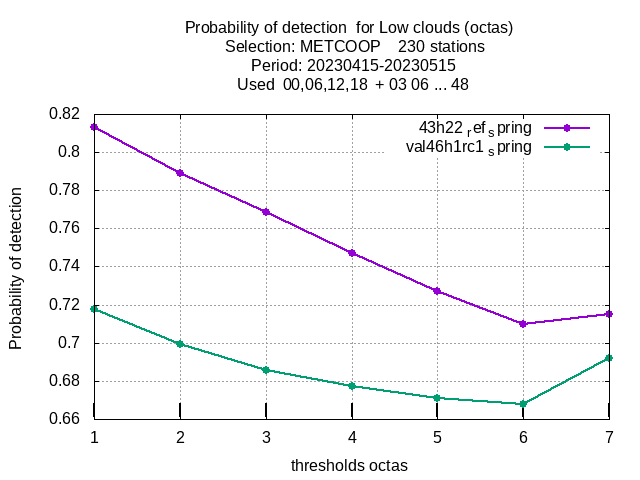 Probability of detection  for Low clouds (octas)
Selection: METCOOP    230 stations
Period: 20230415-20230515
Used  00,06,12,18  + 03 06 ... 48
0.82
0.8
0.78
0.76
0.74
0.72
0.7
0.68
0.66
Probability of detection
43h22 ref spring
val46h1rc1 spring
1 2 3 4 5 6 7
thresholds octas